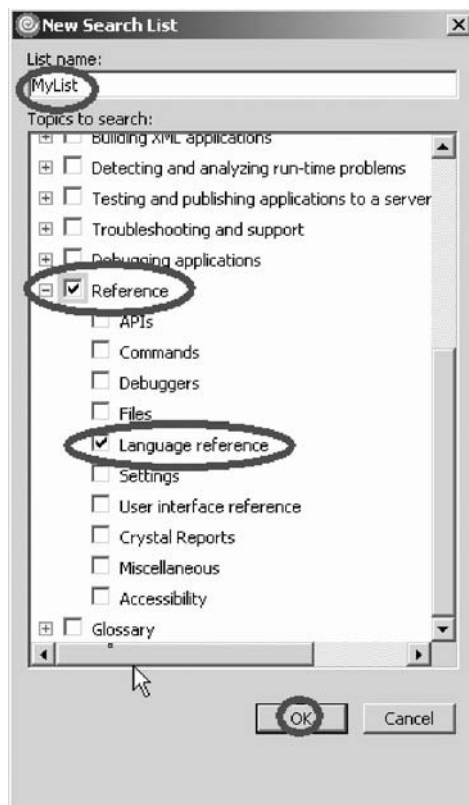 New Search List
List name:
MyList
Topics to search:
Building XML applications
Detecting and analyzing run-time problems
Testing and publishing applications to a server
Troubleshooting and support
Debugging applications
Reference
APIs
Commands
Debuggers
Files
Language reference
Settings
User interface reference
Crystal Reports
Miscellaneous
Accessibility
Glossary
OK Cancel